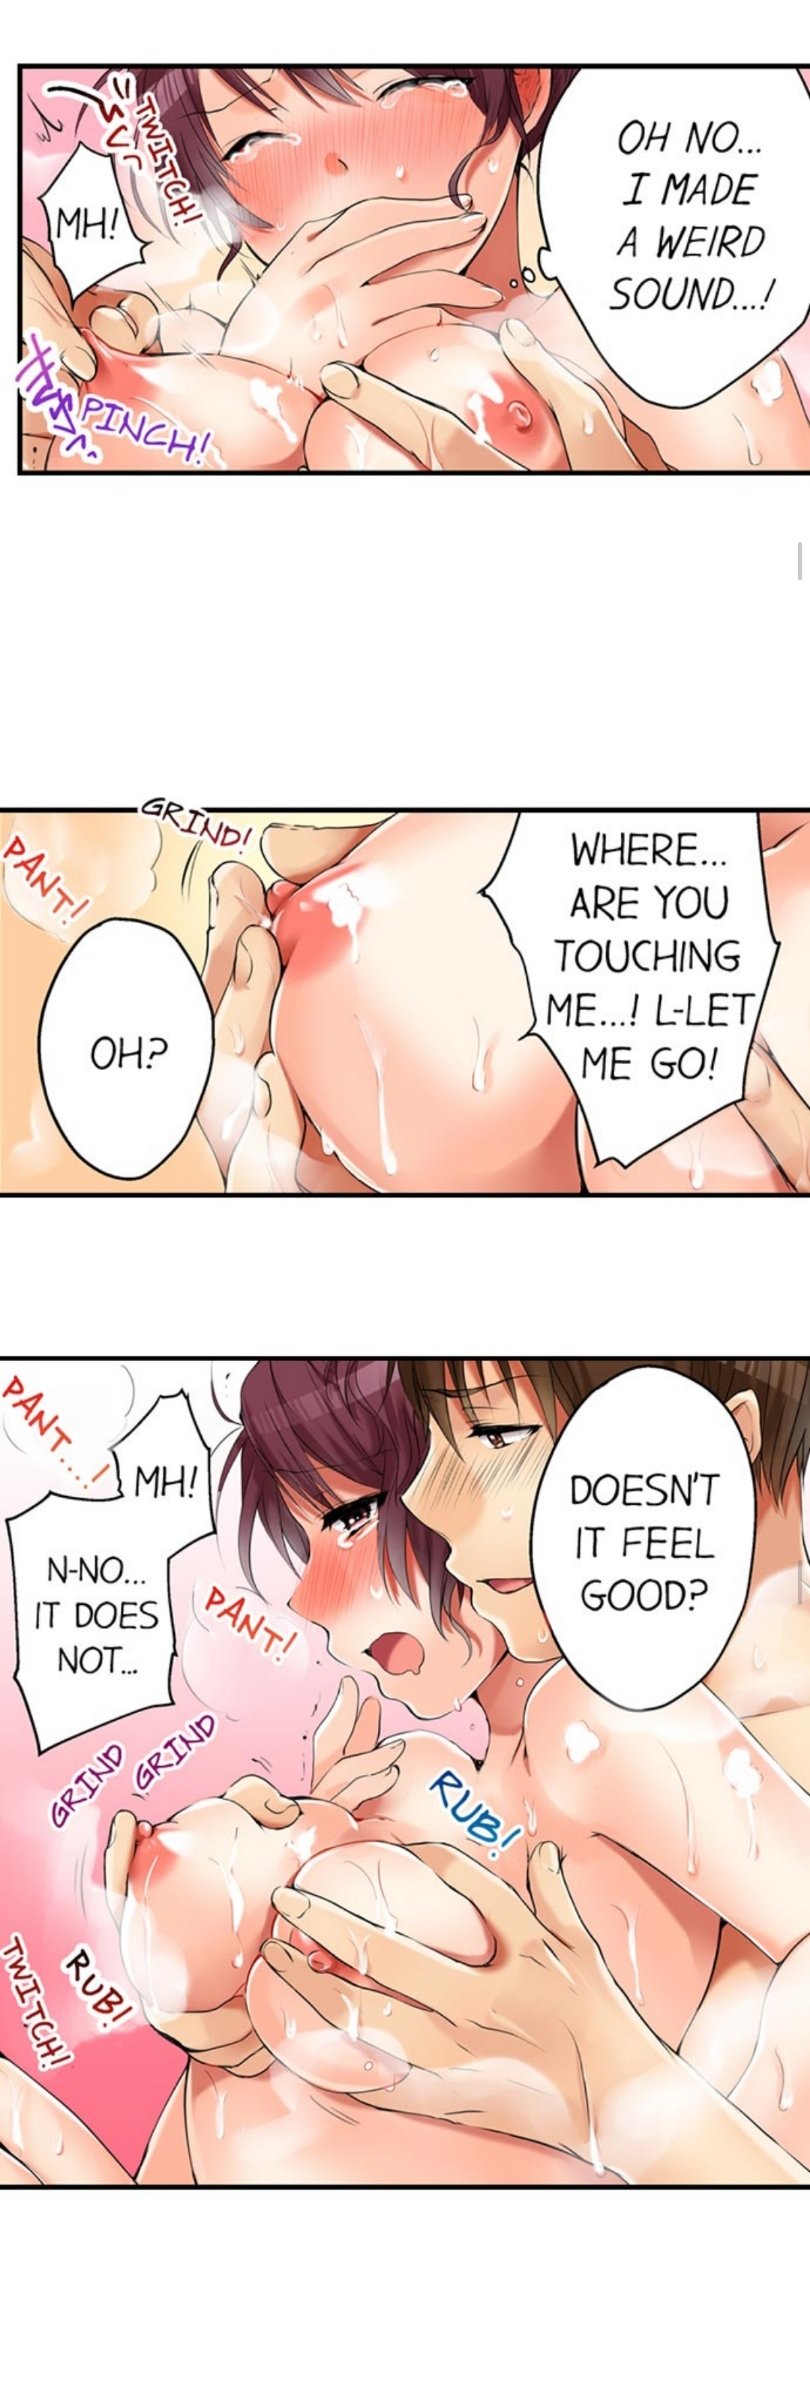 TWITCH!
MH!
OH NO...
I MADE
A WEIRD
SOUND...!
PINCH!
GRIND!
PANT!
WHERE...
ARE YOU
TOUCHING
ME...! L-LET
ME GO!
OH?
PANT...!
MH!
DOESN'T
IT FEEL
GOOD?
N-NO...
IT DOES
NOT...
PANT!
GRIND
GRIND
RUB!
RUB!
TWITCH!